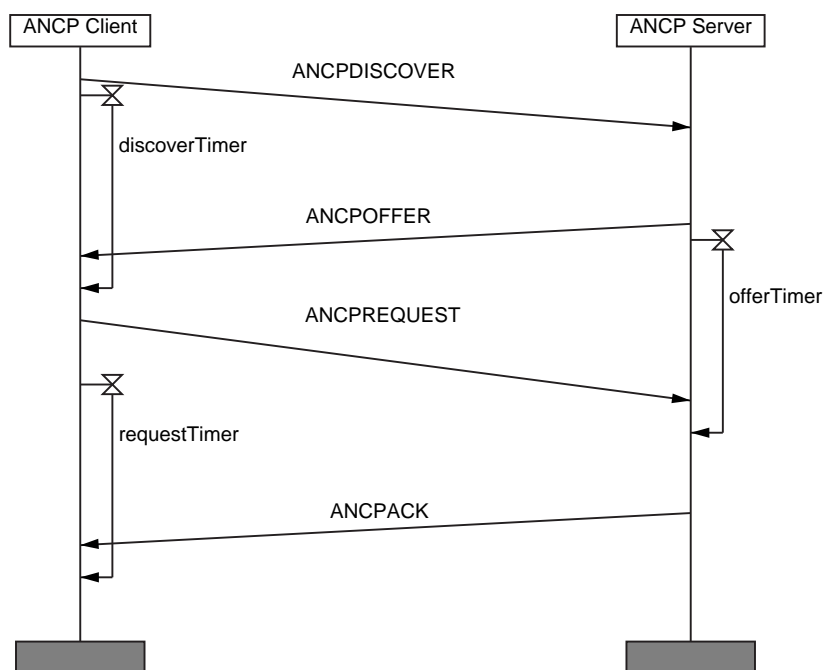 ANCP Client
ANCP Server
ANCPDISCOVER
discoverTimer
ANCPOFFER
offerTimer
ANCPREQUEST
requestTimer
ANCPACK